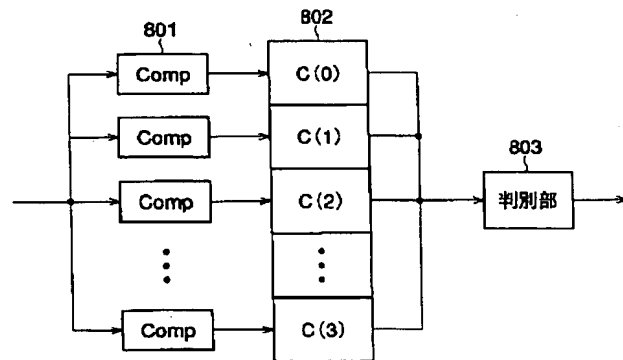 801
802
Comp
C(0)
Comp
C(1)
803
Comp
C(2)
判別部
Comp
C(3)